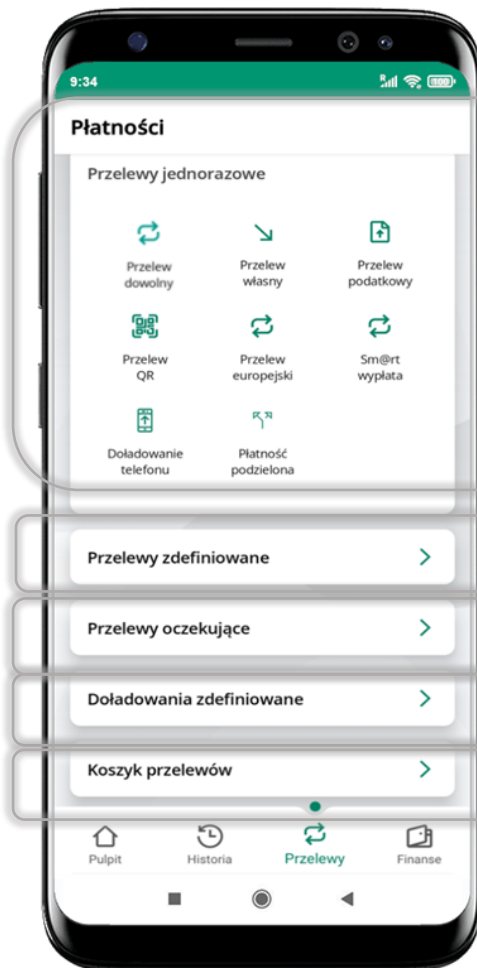 9:34
R
100
Płatności
Przelewy jednorazowe
Przelew
dowolny
Przelew
własny
Przelew
podatkowy
Przelew
QR
Przelew
europejski
Sm@rt
wypłata
Doładowanie
telefonu
Płatność
podzielona
Przelewy zdefiniowane
Przelewy oczekujące
Doładowania zdefiniowane
Koszyk przelewów
Pulpit
Historia
Przelewy
Finanse